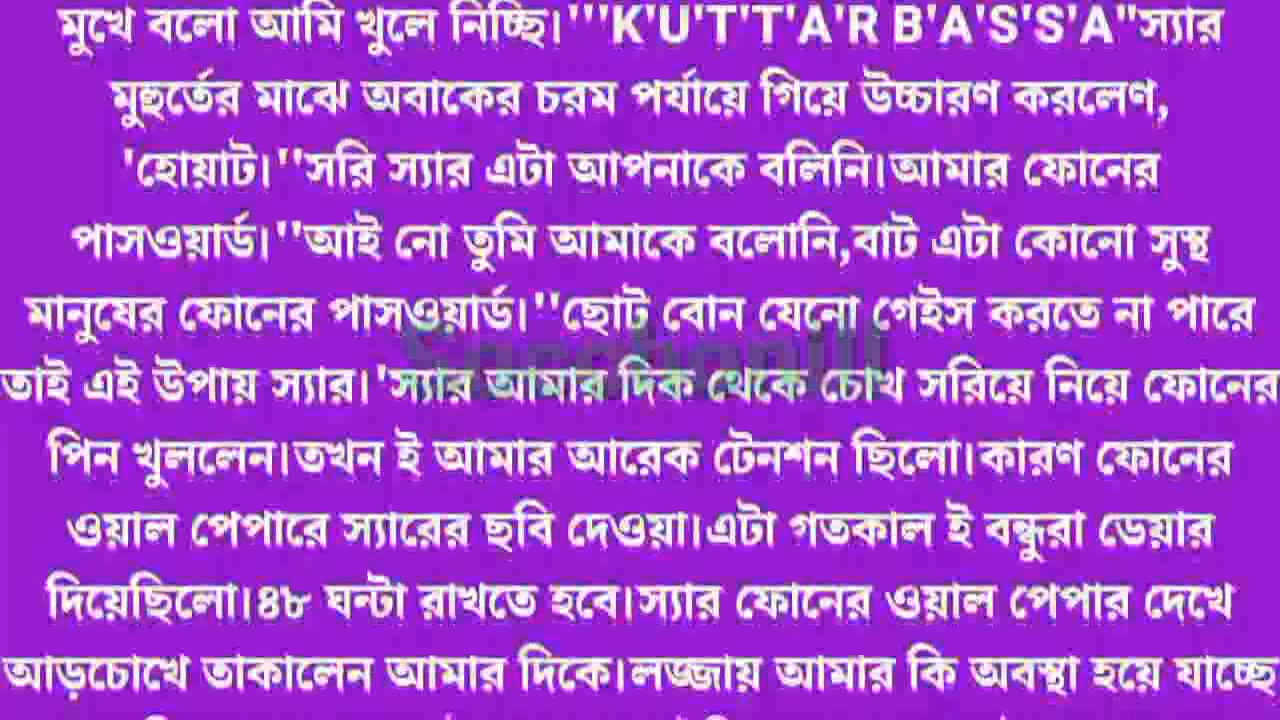 মুখে বলো আমি খুলে নিচ্ছি।'''K'U'T'T'A'R B'A'S'S'A"স্যার
মুহুর্তের মাঝে অবাকের চরম পর্যায়ে গিয়ে উচ্চারণ করলেণ,
'হোয়াট।''সরি স্যার এটা আপনাকে বলিনি।আমার ফোনের
পাসওয়ার্ড।''আই নো তুমি আমাকে বলোনি,বাট এটা কোনো সুস্থ
মানুষের ফোনের পাসওয়ার্ড।''ছোট বোন যেনো গেইস করতে না পারে
তাই এই উপায় স্যার।'স্যার আমার দিক থেকে চোখ সরিয়ে নিয়ে ফোনের
পিন খুললেন।তখন ই আমার আরেক টেনশন ছিলো।কারণ ফোনের
ওয়াল পেপারে স্যারের ছবি দেওয়া।এটা গতকাল ই বন্ধুরা ডেয়ার
দিয়েছিলো।৪৮ ঘন্টা রাখতে হবে।স্যার ফোনের ওয়াল পেপার দেখে
আড়চোখে তাকালেন আমার দিকে।লজ্জায় আমার কি অবস্থা হয়ে যাচ্ছে